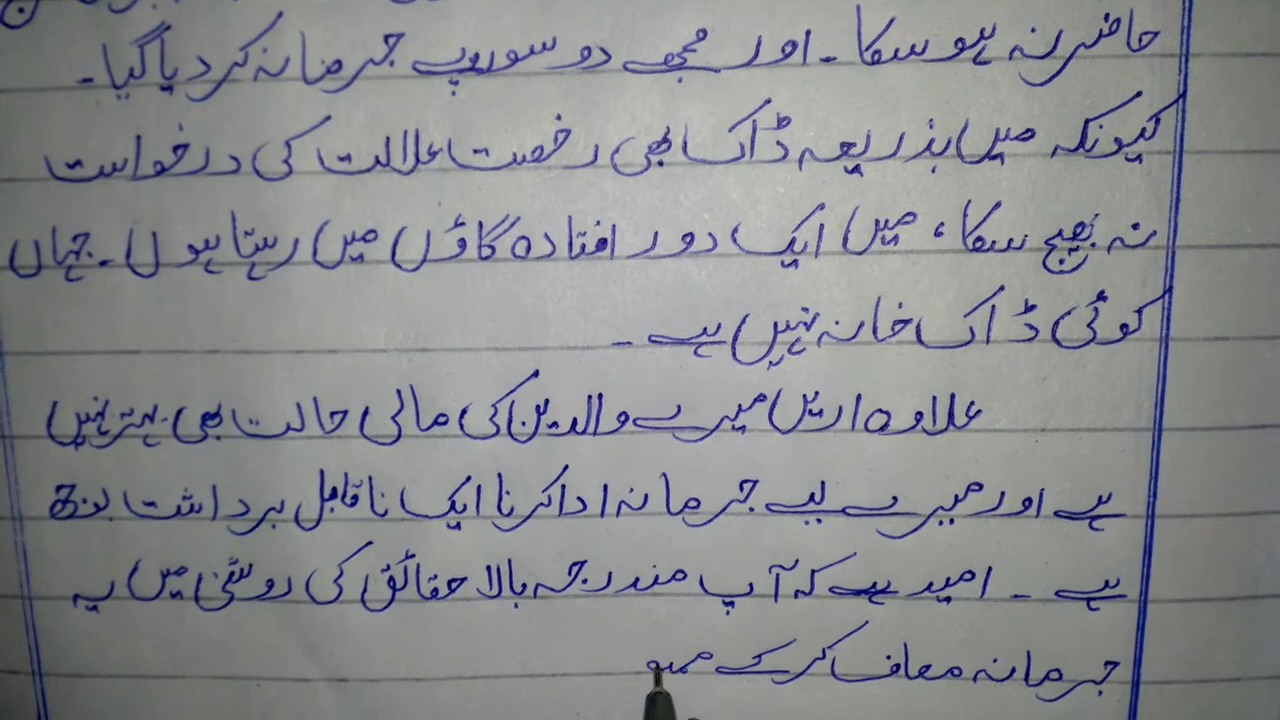 حاضر نہ ہو سکا۔ اور مجھے دو سو روپے جرمانہ کر دیا گیا۔
کیونکہ میں بذریعہ ڈاک بھی رخصت علالت کی درخواست
نہ بھیج سکا، میں ایک دور افتادہ گاؤں میں رہتا ہوں۔ جہاں
کوئی ڈاک خانہ نہیں ہے۔
علاوہ ازیں میرے والدین کی مالی حالت بھی بہتر نہیں
ہے اور میرے لیے جرمانہ ادا کرنا ایک ناقابل برداشت بوجھ
ہے۔ امید ہے کہ آپ مندرجہ بالا حقائق کی روشنی میں یہ
جرمانہ معاف کر کے